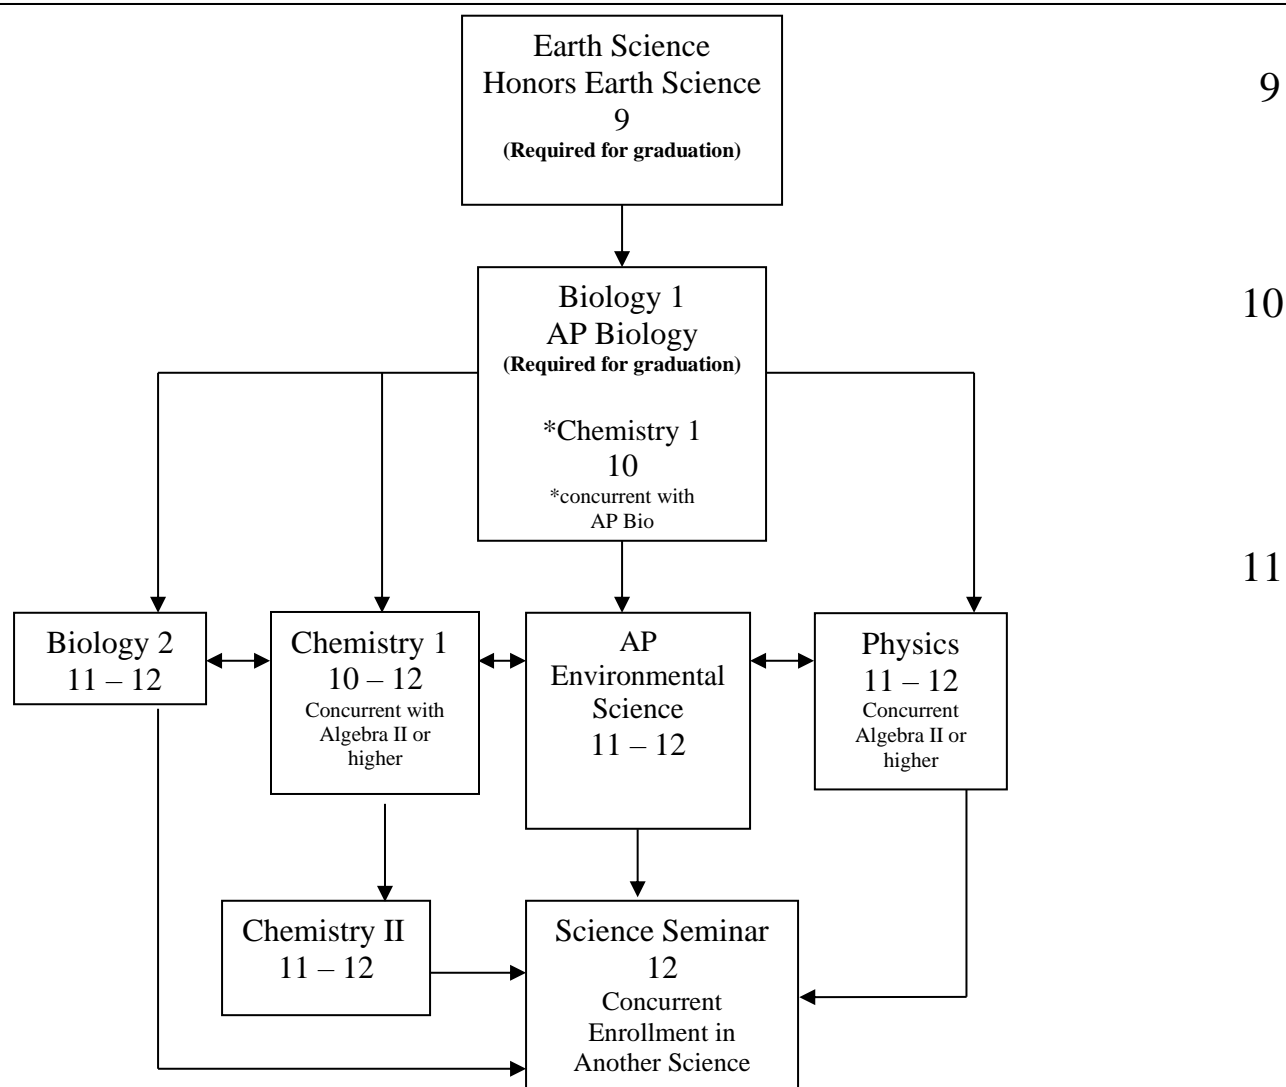 Earth Science
Honors Earth Science
9
(Required for graduation)
9
Biology 1
AP Biology
(Required for graduation)
*Chemistry 1
10
*concurrent with
AP Bio
10
11
Biology 2
11 – 12
Chemistry 1
10 – 12
Concurrent with
Algebra II or
higher
AP
Environmental
Science
11 – 12
Physics
11 – 12
Concurrent
Algebra II or
higher
Chemistry II
11 – 12
Science Seminar
12
Concurrent
Enrollment in
Another Science